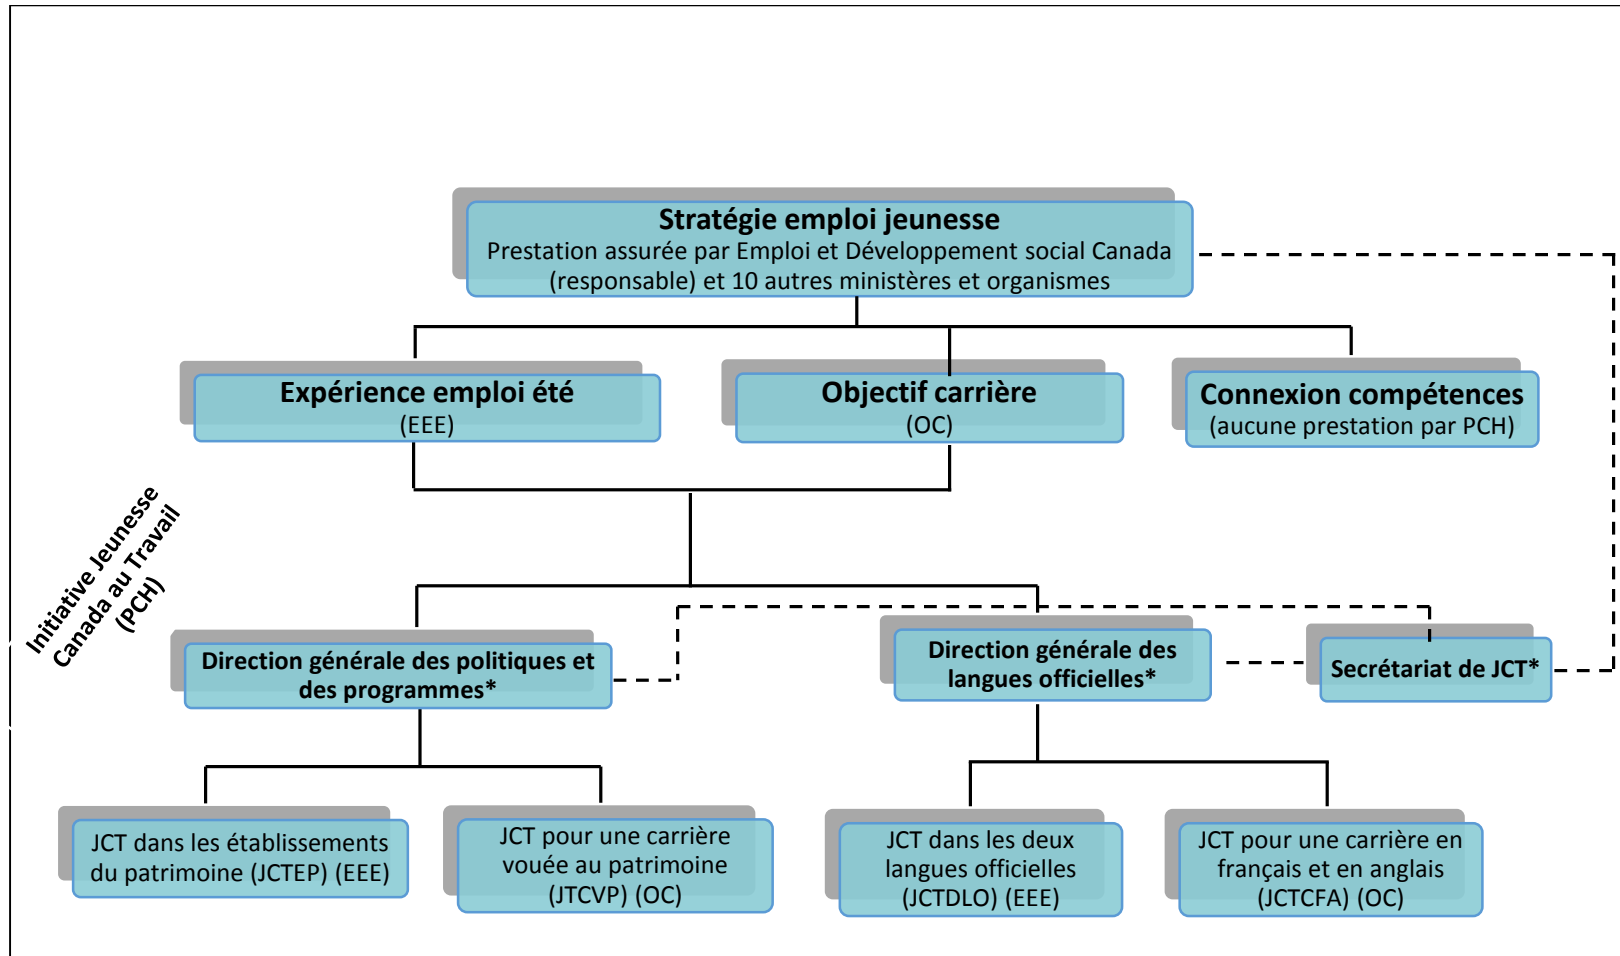 Stratégie emploi jeunesse
Prestation assurée par Emploi et Développement social Canada
(responsable) et 10 autres ministères et organismes
Expérience emploi été
(EEE)
Objectif carrière
(OC)
Connexion compétences
(aucune prestation par PCH)
Initiative Jeunesse
Canada au Travail
(PCH)
Direction générale des politiques et
des programmes*
Direction générale des
langues officielles*
Secrétariat de JCT*
JCT dans les établissements
du patrimoine (JCTEP) (EEE)
JCT pour une carrière
vouée au patrimoine
(JTCVP) (OC)
JCT dans les deux
langues officielles
(JCTDLO) (EEE)
JCT pour une carrière en
français et en anglais
(JCTCFA) (OC)